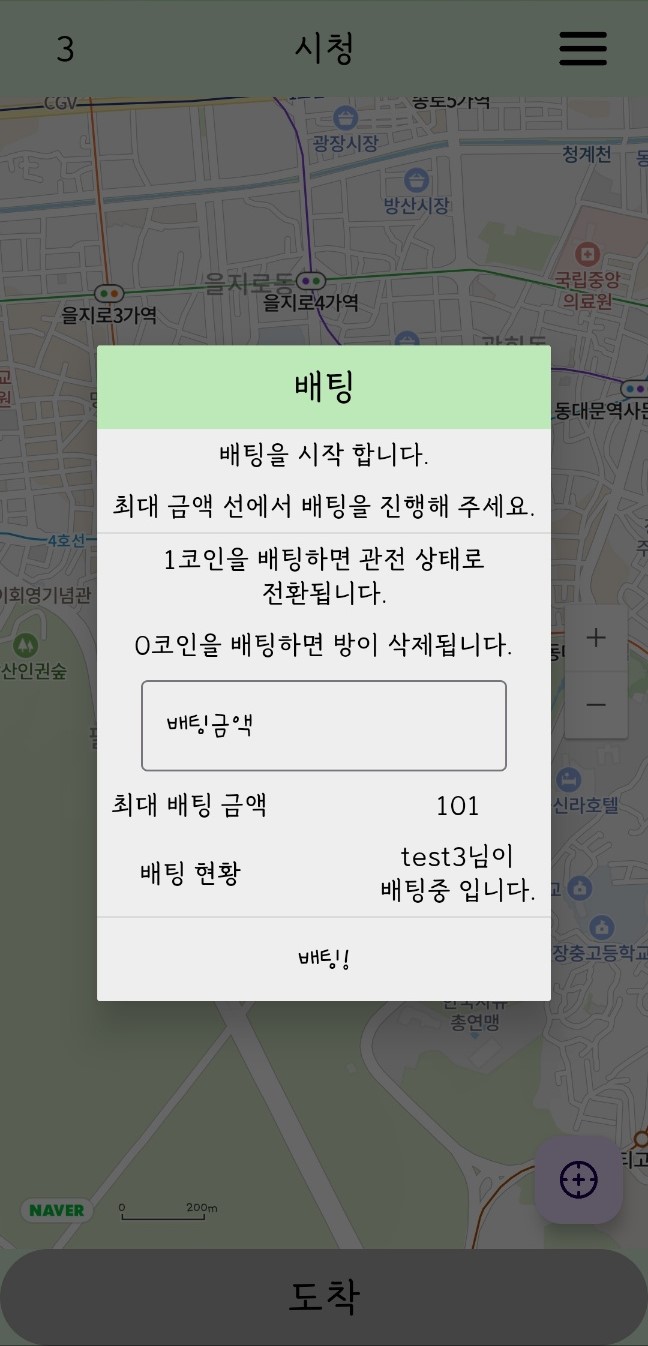 3
시청
CGV
종로5가역
광장시장
청계천
방산시장
국립중앙
의료원
을지로동
을지로3가역
을지로4가역
광희동
배팅
동대문역사문
배팅을 시작 합니다.
최대 금액 선에서 배팅을 진행해 주세요.
4호선
1코인을 배팅하면 관전 상태로
전환됩니다.
이회영기념관
0코인을 배팅하면 방이 삭제됩니다.
산인권숲
배팅금액
최대 배팅 금액
101
신라호텔
배팅 현황
test3님이
배팅중 입니다.
장충고등학교
배팅!
한국자유
총연맹
NAVER
0
200m
도착